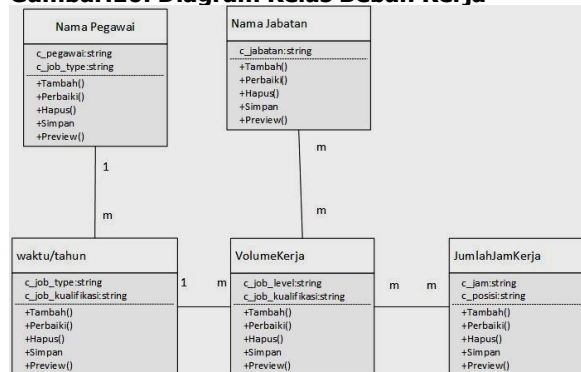 Gambar.26. Diagram Kelas Beban Kerja
Nama Pegawai
c_pegawai:string
c_job_type:string
+Tambah()
+Perbaiki()
+Hapus()
+Simpan
+Preview()
Nama Jabatan
c_jabatan:string
+Tambah()
+Perbaiki()
+Hapus()
+Simpan
+Preview()
1
m
m
m
waktu/tahun
c_job_type:string
c_job_kualifikasi:string
+Tambah()
+Perbaiki()
+Hapus()
+Simpan
+Preview()
1 m
VolumeKerja
c_job_level:string
c_job_kualifikasi:string
+Tambah()
+Perbaiki()
+Hapus()
+Simpan
+Preview()
m m
JumlahJamKerja
c_jam:string
c_posisi:string
+Tambah()
+Perbaiki()
+Hapus()
+Simpan
+Preview()